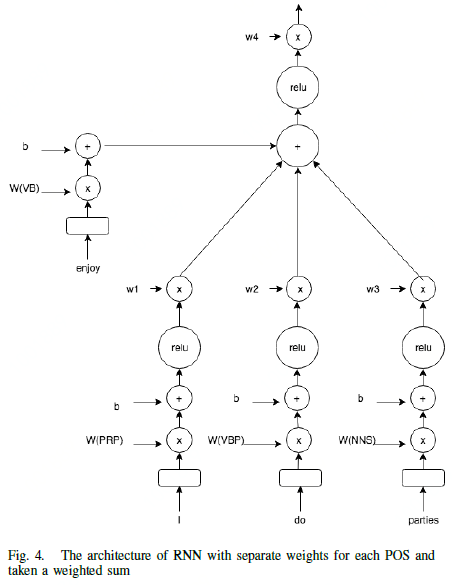 w4 x
relu
b + +
W(VB) x
enjoy
w1 x w2 x w3 x
relu relu relu
b + b + b +
W(PRP) x W(VBP) x W(NNS) x
I do parties
Fig. 4. The architecture of RNN with separate weights for each POS and
taken a weighted sum